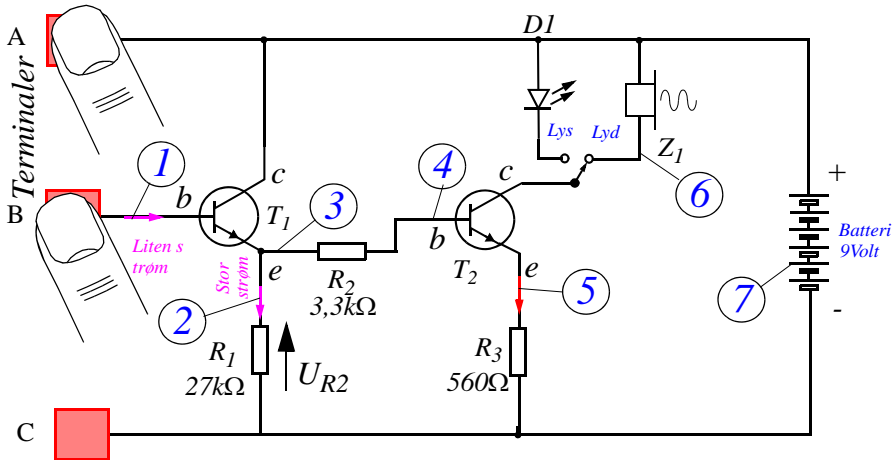 D1
A
Terminaler
Lys
Lyd
Z1
1
c
4
c
6
+
b
3
B
T1
b
Batteri
9Volt
Liten s
trøm
Stor
strøm
e
R2
3,3kΩ
T2
e
5
7
2
-
R1
27kΩ
UR2
R3
560Ω
C